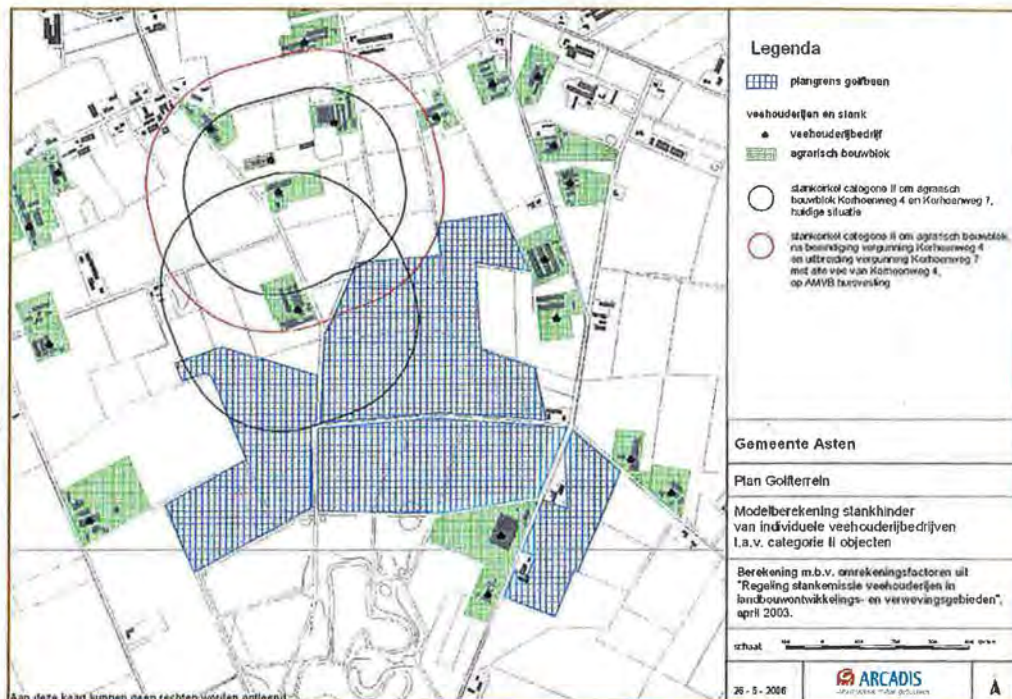 Legenda
plangrens golfbaan
veehouderijen en stank
veehouderijbedrijf
agrarisch bouwblok
stankcirkel categorie II om agrarisch
bouwblok Korhoenweg 4 en Korhoenweg 7,
huidige situatie
stankcirkel categorie II om agrarisch bouwblok
na beeindiging vergunning Korhoenweg 4
en uitbreiding vergunning Korhoenweg 7
met alle vee van Korhoenweg 4,
op AMVB huisvesting
Gemeente Asten
Plan Golfterrein
Modelberekening stankhinder
van individuele veehouderijbedrijven
t.a.v. categorie II objecten
Berekening m.b.v. omrekeningsfactoren uit
"Regeling stankemissie veehouderijen in
landbouwontwikkelings- en verwevingsgebieden",
april 2003.
schaal
26 - 5 - 2006
ARCADIS
Aan deze kaart kunnen geen rechten worden ontleend